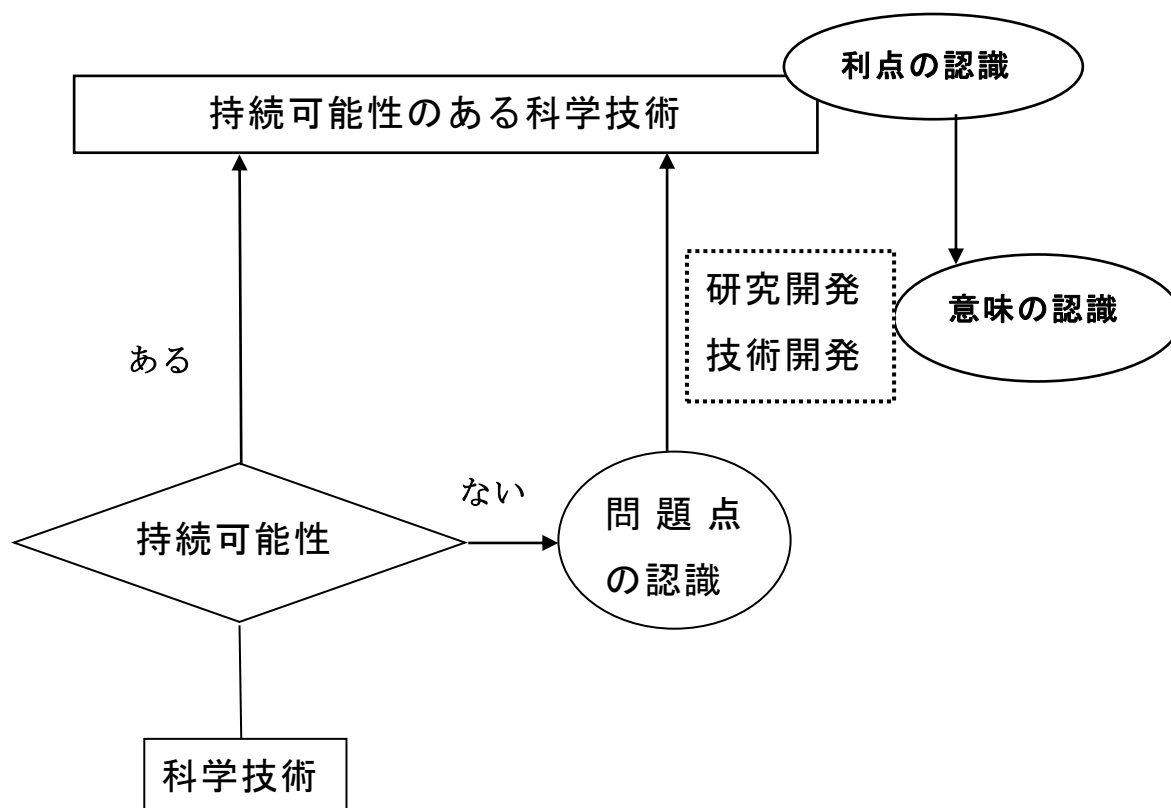 利点の認識
持続可能性のある科学技術
研究開発
技術開発
意味の認識
ある
ない
持続可能性
問題点
の認識
科学技術